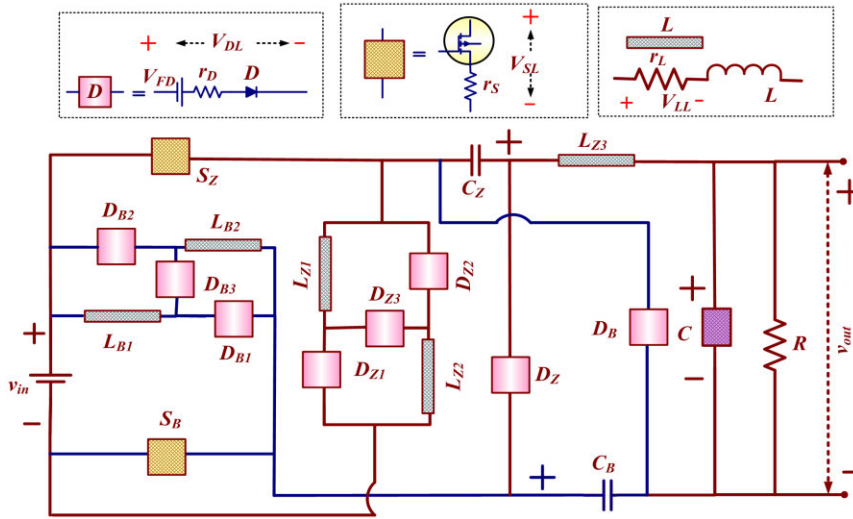 + V_DL -
V_FD r_D D
D =
=
+
V_SL
r_S
-
L
r_L
+ V_LL - L
S_Z
C_Z
+
L_Z3
+
D_B2
L_B2
D_B3
L_B1
D_B1
L_Z1
D_Z2
D_Z3
D_Z1
L_Z2
D_Z
D_B
+
C
-
R
v_out
+
v_in
-
S_B
+
C_B
-